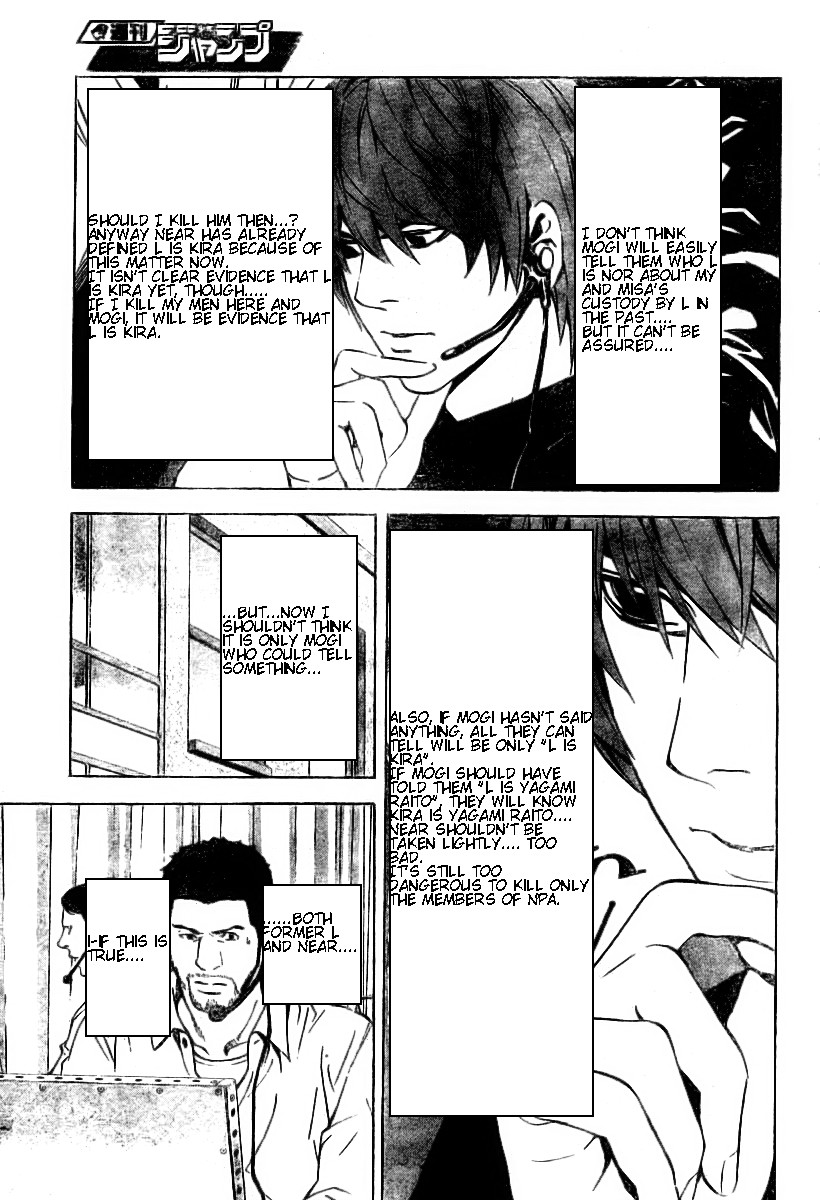 週刊
少年ジャンプ
I DON'T THINK
MOGI WILL EASILY
TELL THEM WHO L
IS NOR ABOUT MY
AND MISA'S
CUSTODY BY L IN
THE PAST....
BUT IT CAN'T BE
ASSURED....
SHOULD I KILL HIM THEN...?
ANYWAY NEAR HAS ALREADY
DEFINED L IS KIRA BECAUSE OF
THIS MATTER NOW.
IT ISN'T CLEAR EVIDENCE THAT L
IS KIRA YET, THOUGH.....
IF I KILL MY MEN HERE AND
MOGI, IT WILL BE EVIDENCE THAT
L IS KIRA.
ALSO, IF MOGI HASN'T SAID
ANYTHING, ALL THEY CAN
TELL WILL BE ONLY "L IS
KIRA".
IF MOGI SHOULD HAVE
TOLD THEM "L IS YAGAMI
RAITO", THEY WILL KNOW
KIRA IS YAGAMI RAITO....
NEAR SHOULDN'T BE
TAKEN LIGHTLY.... TOO
BAD.
IT'S STILL TOO
DANGEROUS TO KILL ONLY
THE MEMBERS OF NPA.
...BUT...NOW I
SHOULDN'T THINK
IT IS ONLY MOGI
WHO COULD TELL
SOMETHING...
......BOTH
FORMER L
AND NEAR....
I-IF THIS IS
TRUE....